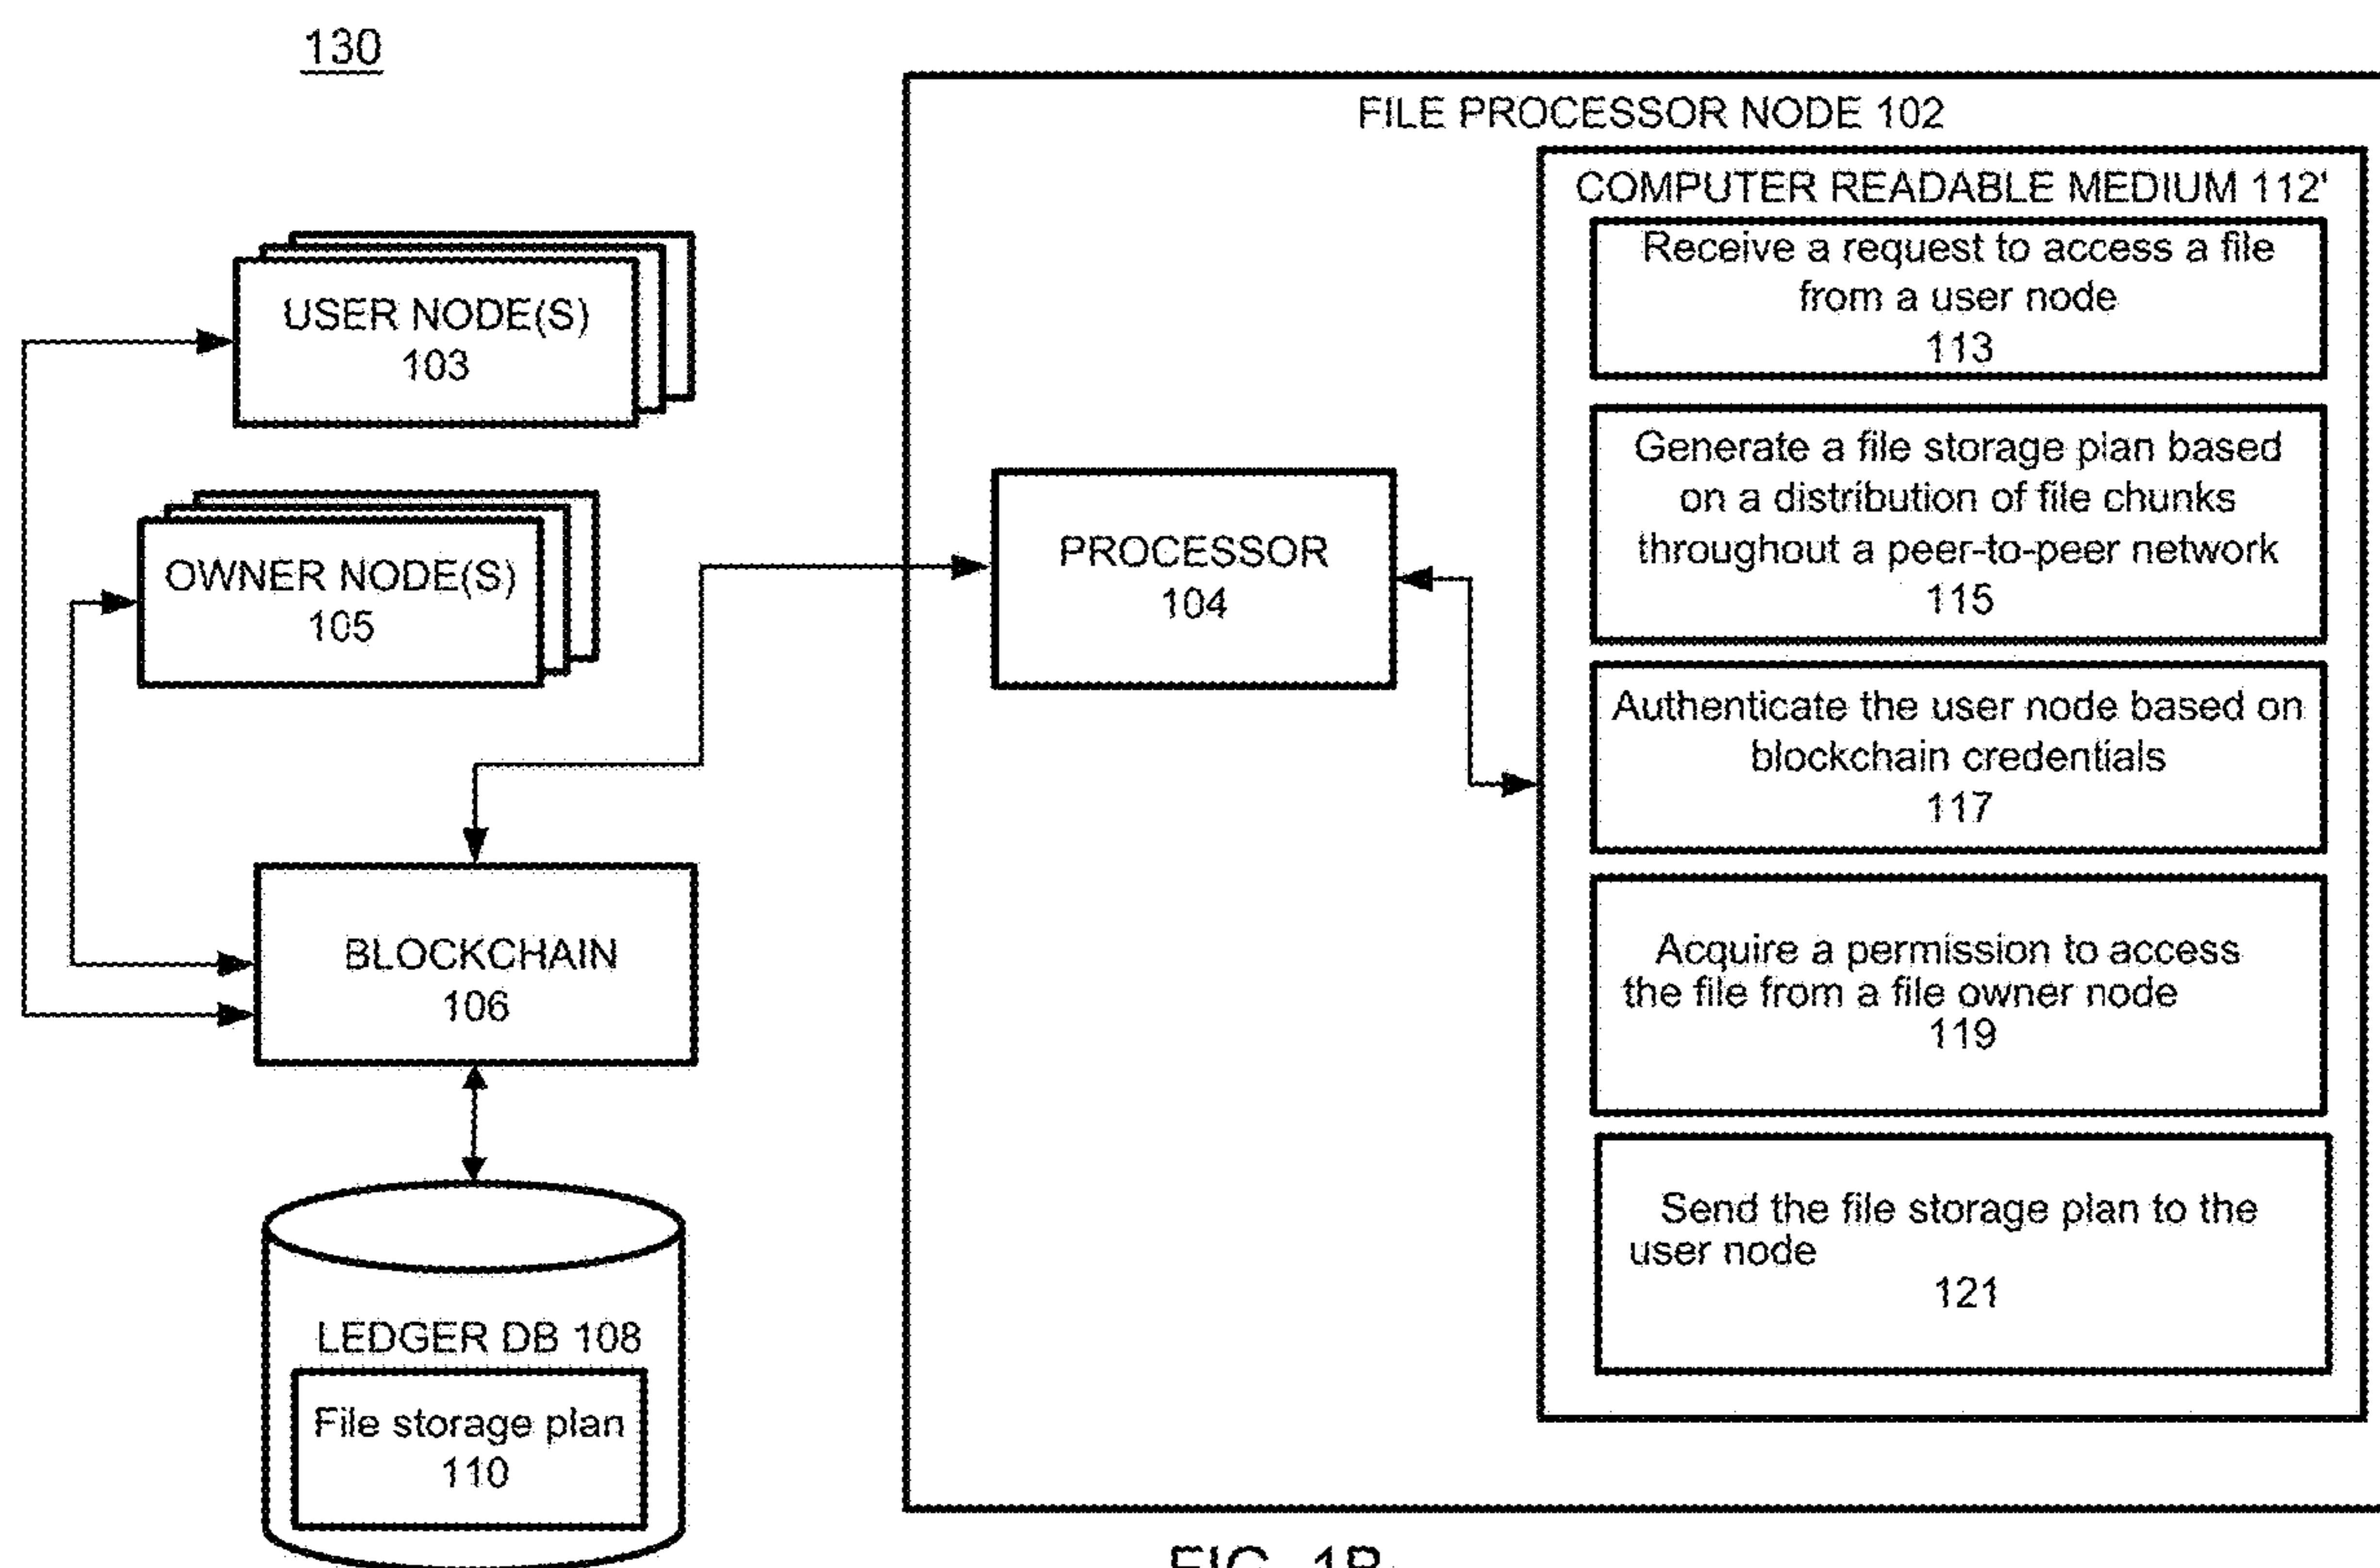 130
FILE PROCESSOR NODE 102
COMPUTER READABLE MEDIUM 112'
Receive a request to access a file
from a user node
113
Generate a file storage plan based
on a distribution of file chunks
throughout a peer-to-peer network
115
Authenticate the user node based on
blockchain credentials
117
Acquire a permission to access
the file from a file owner node
119
Send the file storage plan to the
user node
121
PROCESSOR
104
USER NODE(S)
103
OWNER NODE(S)
105
BLOCKCHAIN
106
LEDGER DB 108
File storage plan
110
FIG. 1B